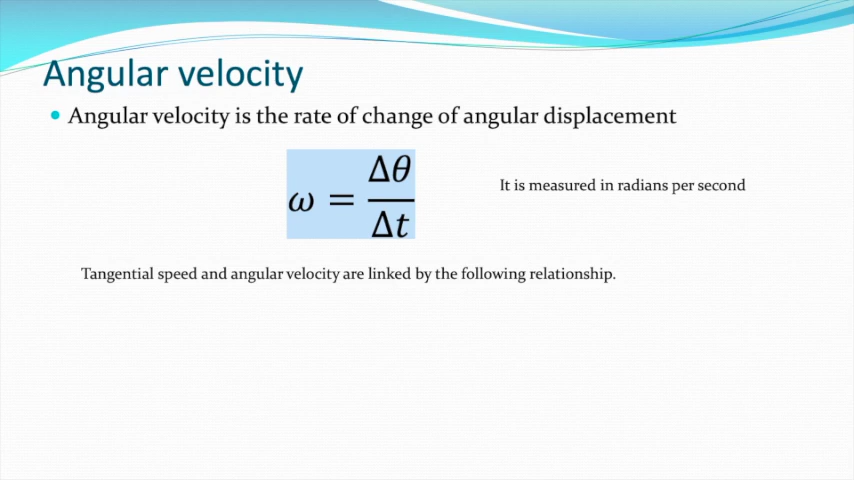 Angular velocity
Angular velocity is the rate of change of angular displacement
ω = Δθ/Δt
It is measured in radians per second
Tangential speed and angular velocity are linked by the following relationship.